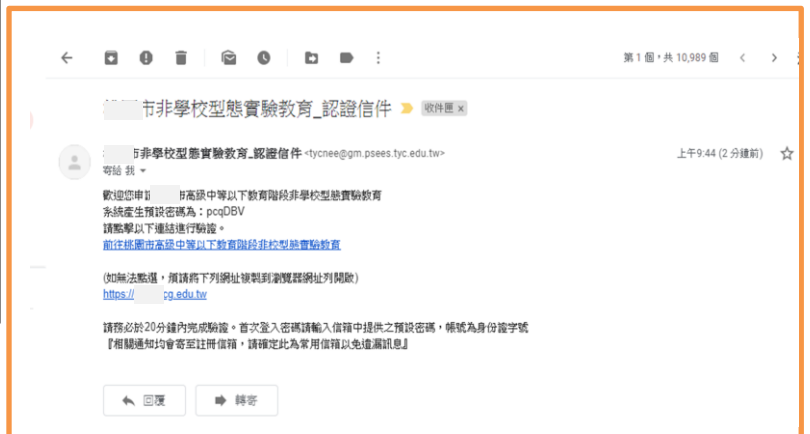 第 1 個，共 10,989 個
市非學校型態實驗教育_認證信件 收件匣 x
市非學校型態實驗教育_認證信件 <tycnee@gm.psees.tyc.edu.tw>
上午9:44 (2 分鐘前)
寄給 我
歡迎您申請 市高級中等以下教育階段非學校型態實驗教育
系統產生預設密碼為：pcqDBV
請點擊以下連結進行驗證。
前往桃園市高級中等以下教育階段非校型態實驗教育
(如無法點選，煩請將下列網址複製到瀏覽器網址列開啟)
https:// cg.edu.tw
請務必於20分鐘內完成驗證。首次登入密碼請輸入信箱中提供之預設密碼，帳號為身份證字號
『相關通知均會寄至註冊信箱，請確定此為常用信箱以免遺漏訊息』
回覆
轉寄